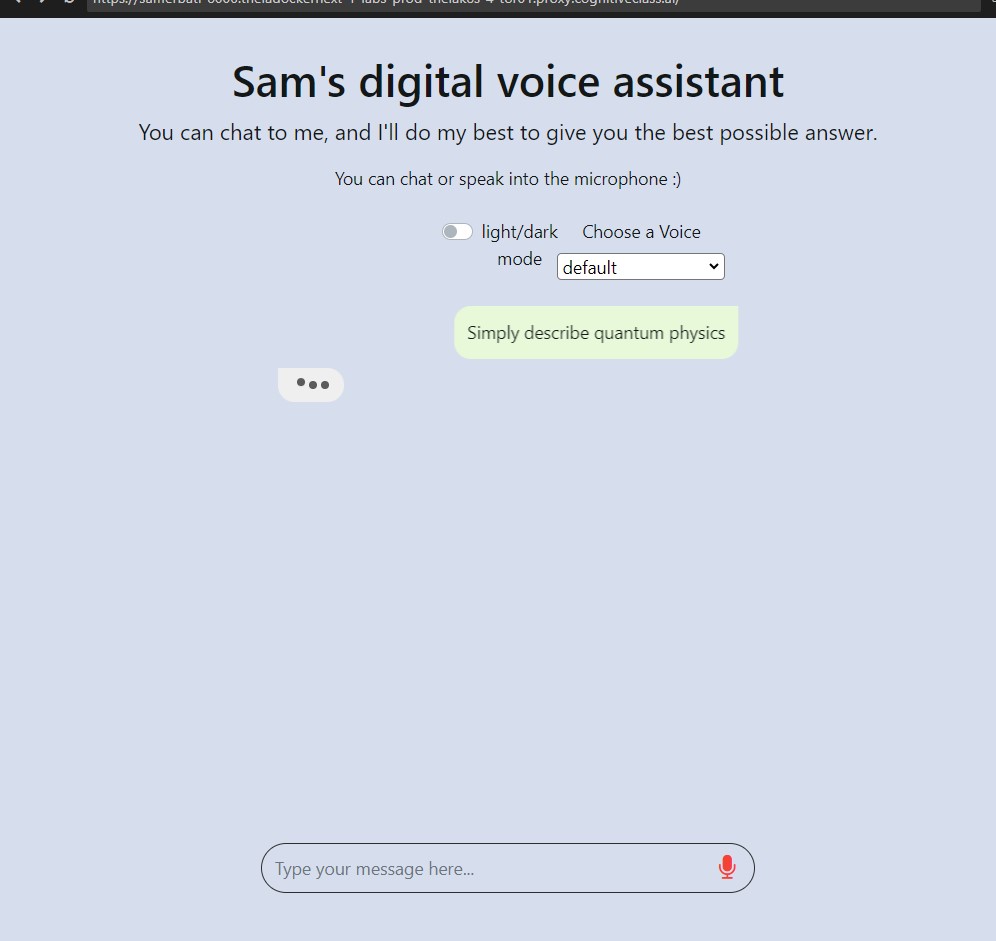 Sam's digital voice assistant
You can chat to me, and I'll do my best to give you the best possible answer.
You can chat or speak into the microphone :)
light/dark
mode
Choose a Voice
default
Simply describe quantum physics
Type your message here...